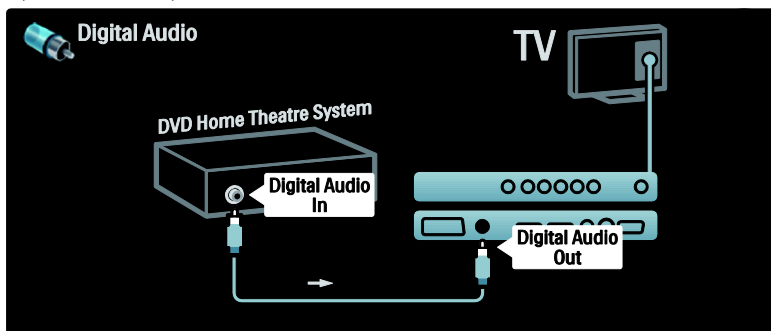 Digital Audio
TV
DVD Home Theatre System
Digital Audio
In
Digital Audio
Out